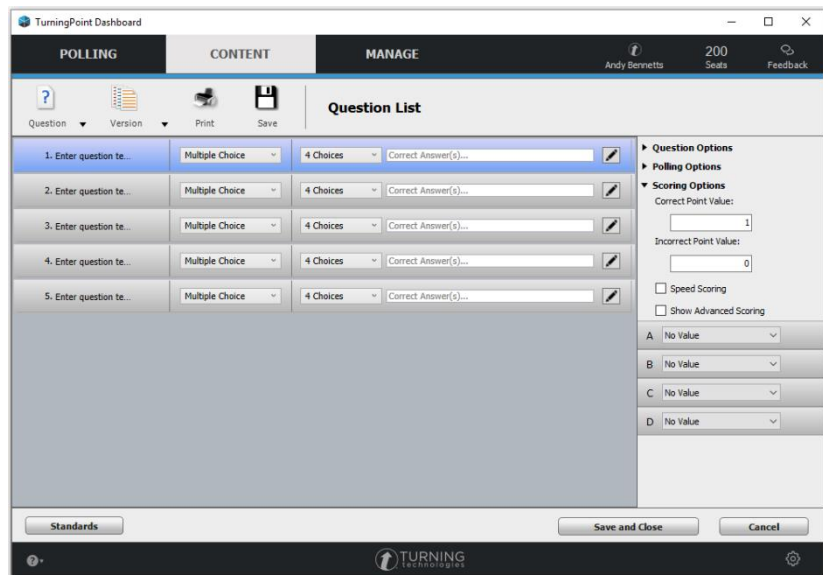 TurningPoint Dashboard
POLLING
CONTENT
MANAGE
Andy Bennetts
200
Seats
Feedback
Question
Version
Print
Save
Question List
1. Enter question te... Multiple Choice 4 Choices Correct Answer(s)...
2. Enter question te... Multiple Choice 4 Choices Correct Answer(s)...
3. Enter question te... Multiple Choice 4 Choices Correct Answer(s)...
4. Enter question te... Multiple Choice 4 Choices Correct Answer(s)...
5. Enter question te... Multiple Choice 4 Choices Correct Answer(s)...
Question Options
Polling Options
Scoring Options
Correct Point Value:
1
Incorrect Point Value:
0
Speed Scoring
Show Advanced Scoring
A No Value
B No Value
C No Value
D No Value
Standards
Save and Close
Cancel
TURNING
technologies